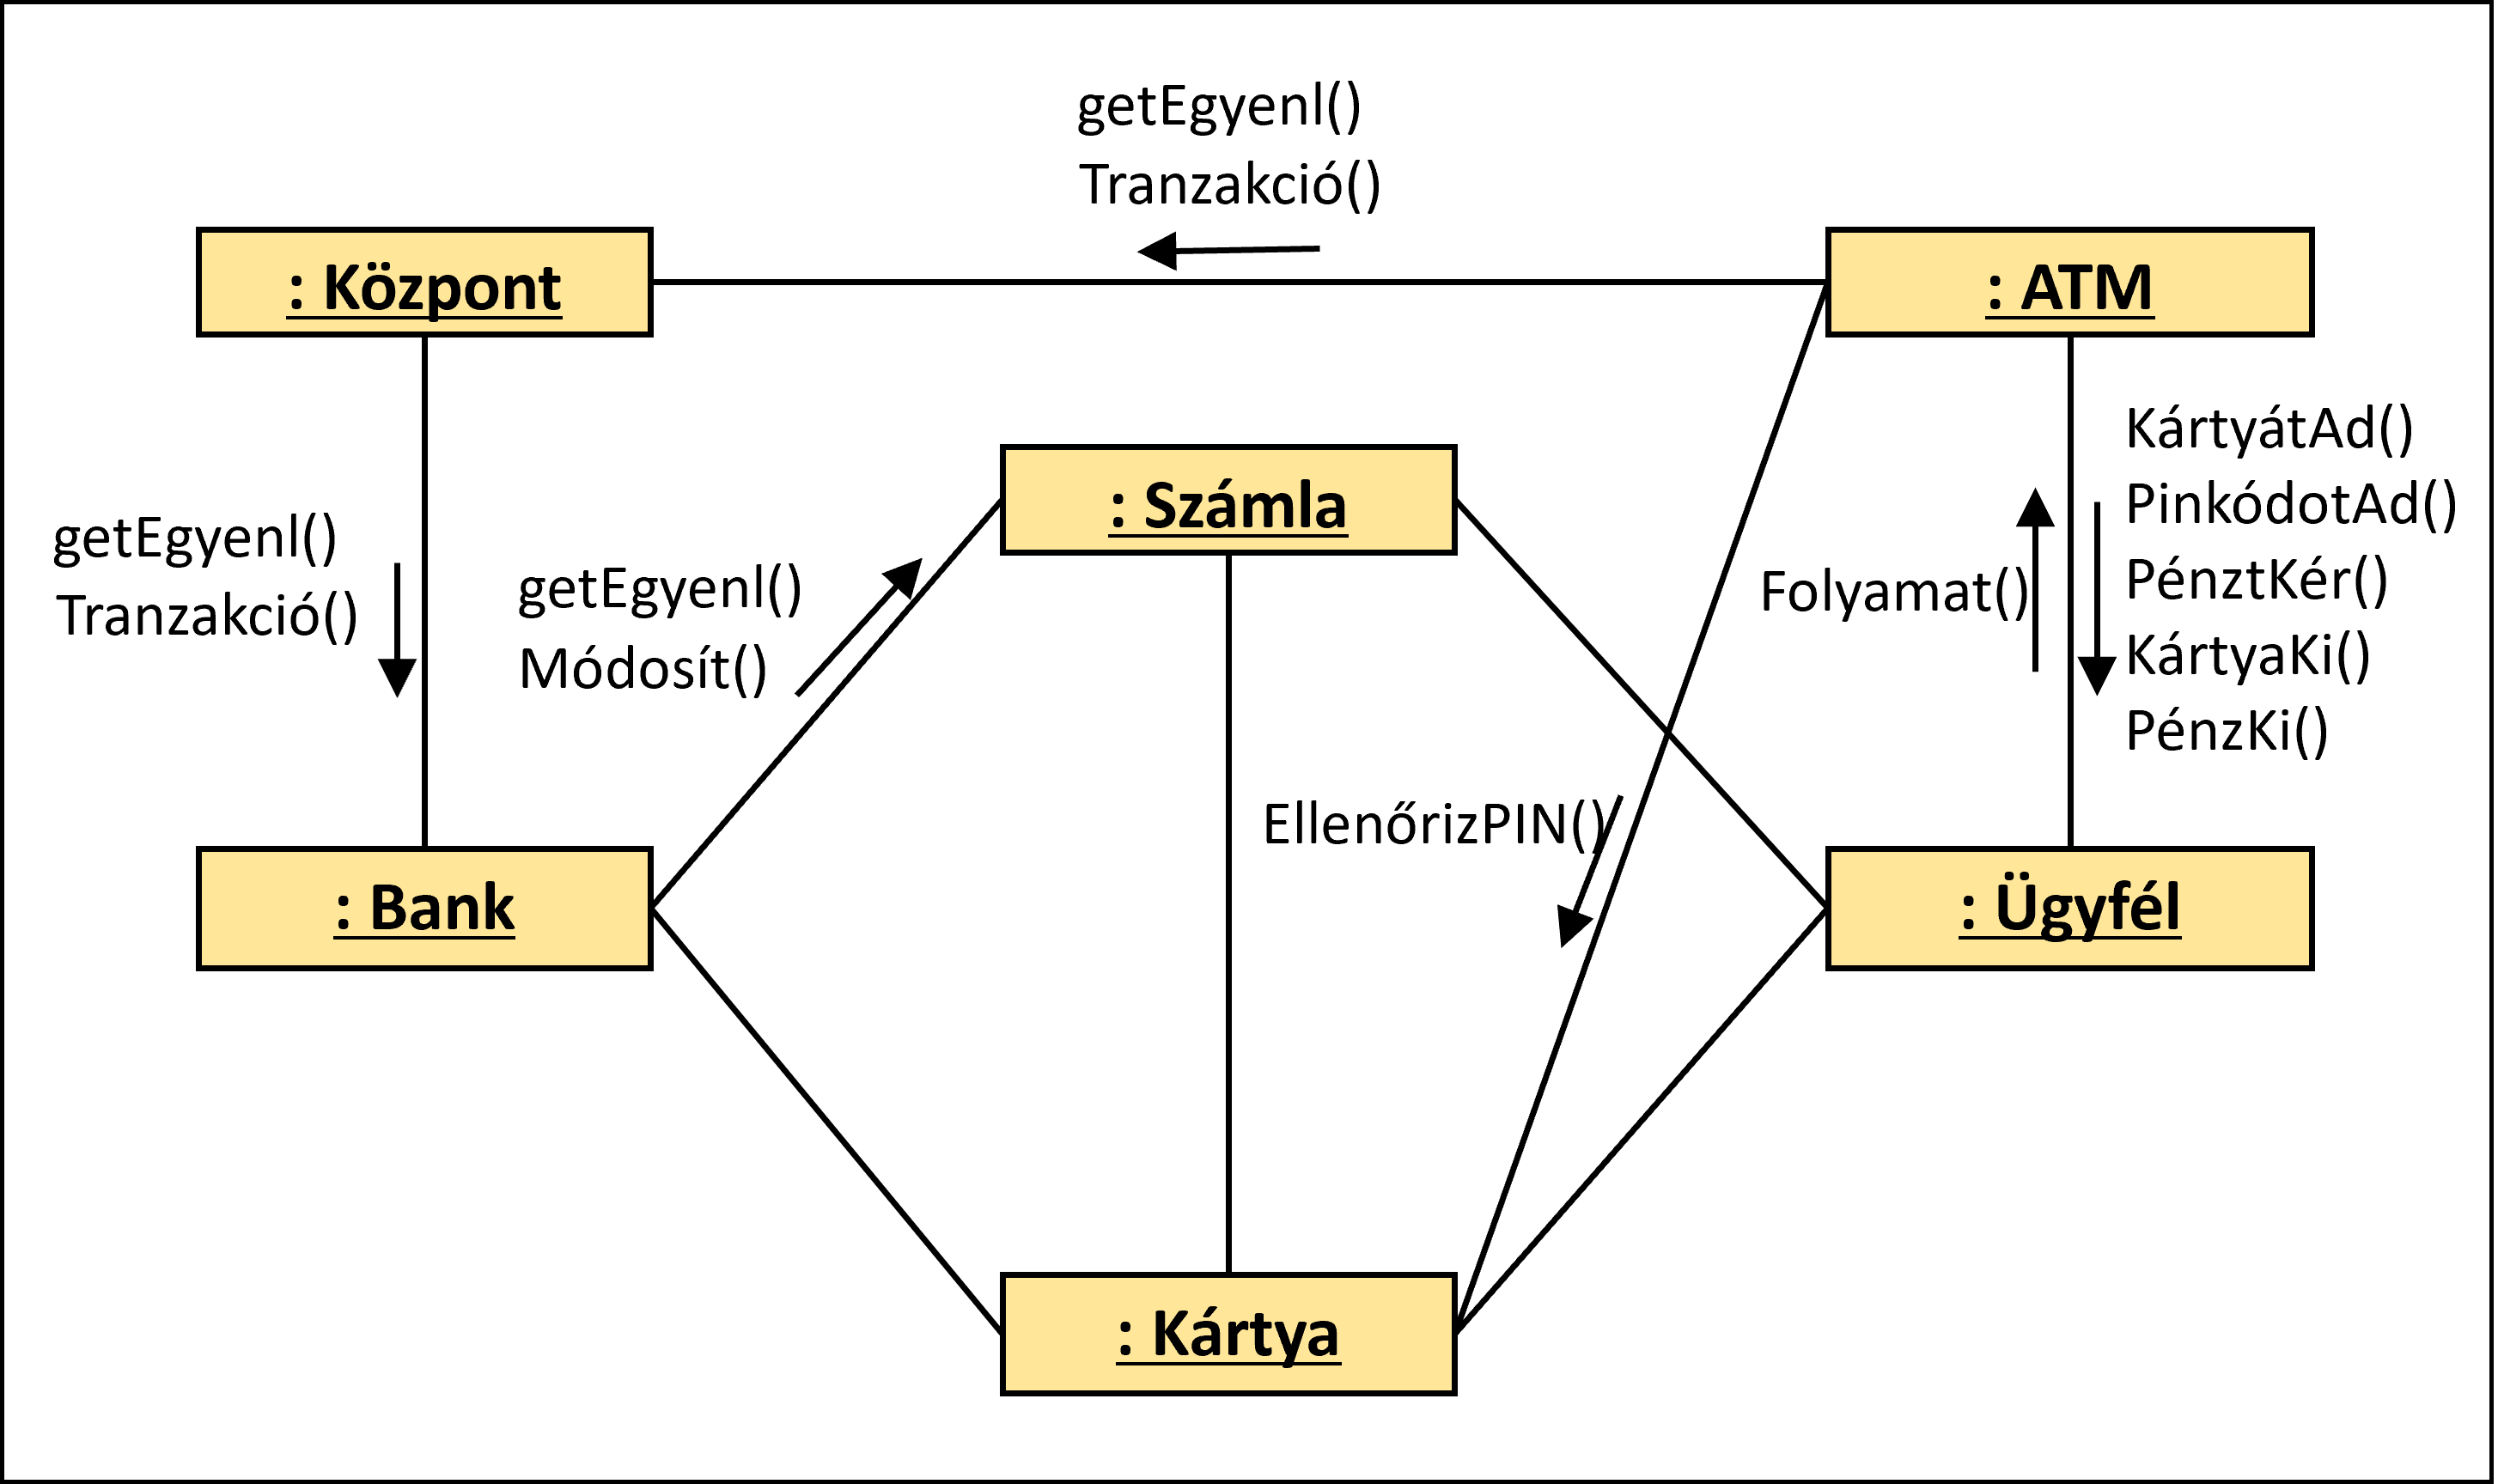 getEgyenl()
Tranzakció()
: Központ
: ATM
KártyátAd()
PinkódotAd()
PénztKér()
KártyaKi()
PénzKi()
Folyamat()
: Számla
getEgyenl()
Tranzakció()
getEgyenl()
Módosít()
EllenőrizPIN()
: Bank
: Ügyfél
: Kártya